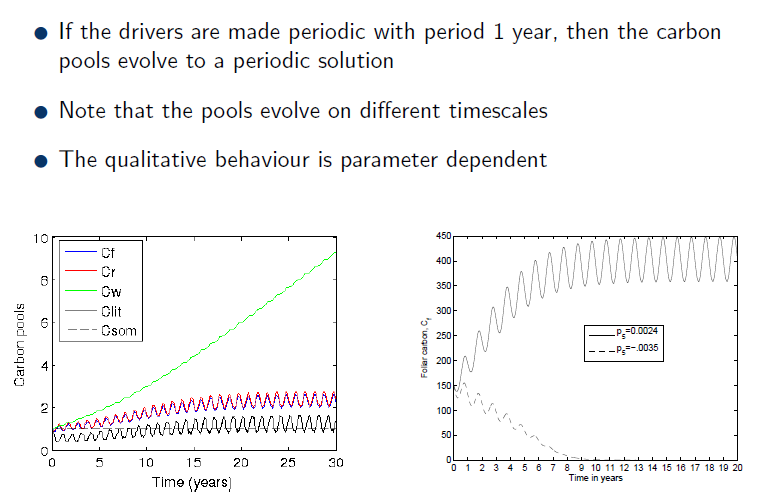 If the drivers are made periodic with period 1 year, then the carbon
pools evolve to a periodic solution
Note that the pools evolve on different timescales
The qualitative behaviour is parameter dependent
Carbon pools
10
8
6
4
2
0
Cf
Cr
Cw
Clit
Csom
0 5 10 15 20 25 30
Time (years)
Foliar carbon, C_f
450
400
350
300
250
200
150
100
50
0
p_s=0.0024
p_s=-.0035
0 1 2 3 4 5 6 7 8 9 10 11 12 13 14 15 16 17 18 19 20
Time in years